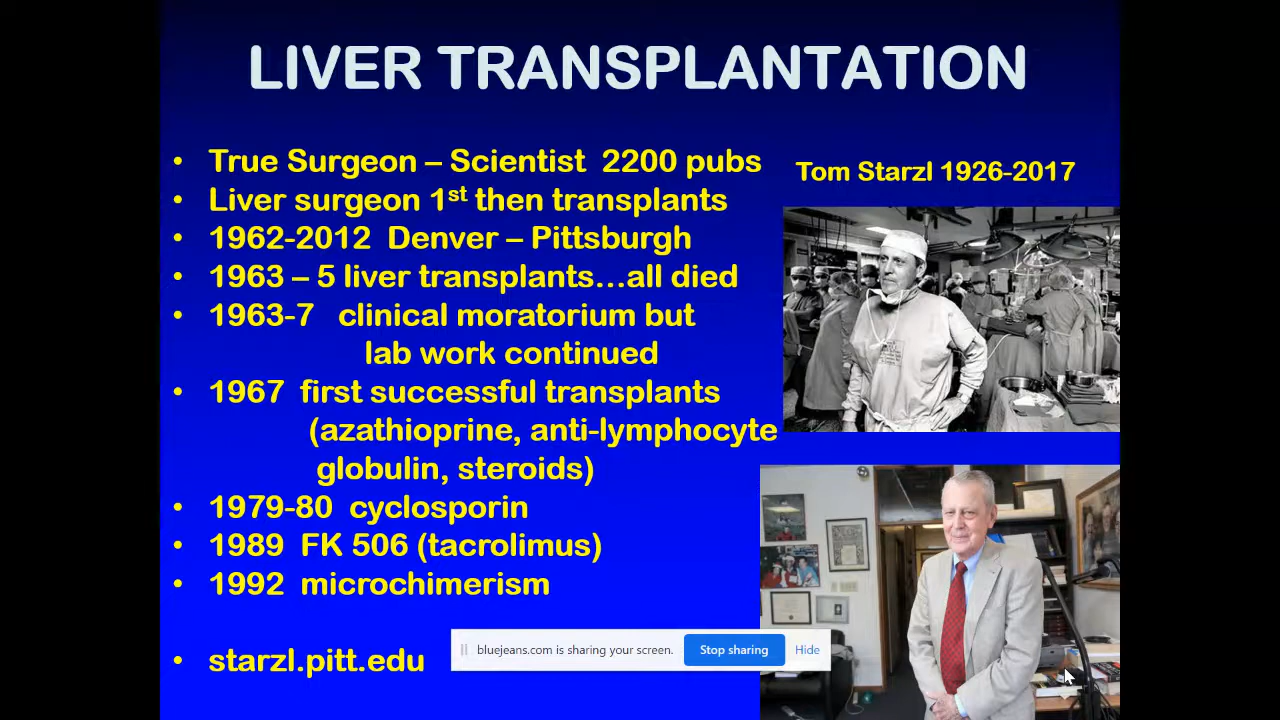 LIVER TRANSPLANTATION
• True Surgeon – Scientist 2200 pubs
• Liver surgeon 1st then transplants
• 1962-2012 Denver – Pittsburgh
• 1963 – 5 liver transplants...all died
• 1963-7 clinical moratorium but
lab work continued
• 1967 first successful transplants
(azathioprine, anti-lymphocyte
globulin, steroids)
• 1979-80 cyclosporin
• 1989 FK 506 (tacrolimus)
• 1992 microchimerism
• starzl.pitt.edu
Tom Starzl 1926-2017
bluejeans.com is sharing your screen.
Stop sharing
Hide